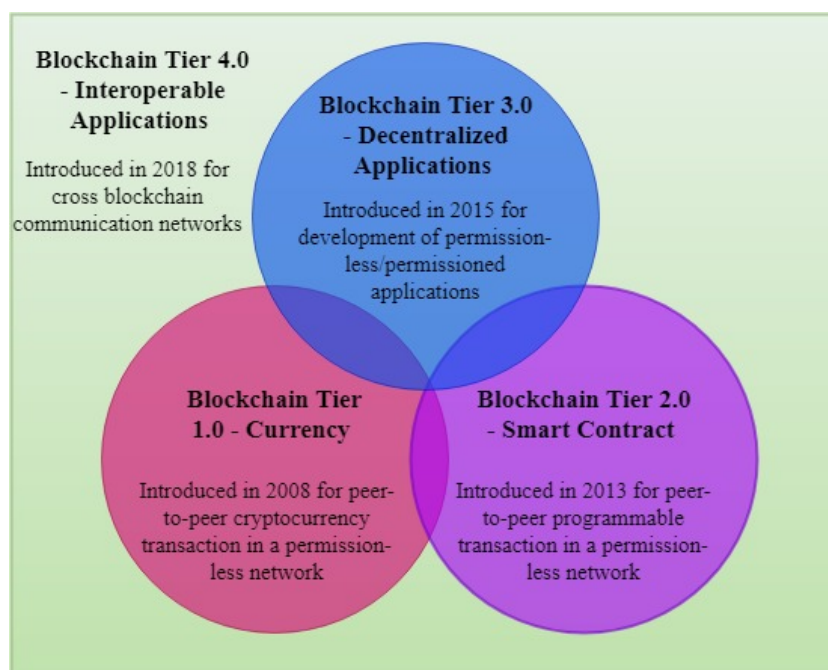 Blockchain Tier 4.0
- Interoperable
Applications
Introduced in 2018 for
cross blockchain
communication networks
Blockchain Tier 3.0
- Decentralized
Applications
Introduced in 2015 for
development of permission-
less/permissioned
applications
Blockchain Tier
1.0 - Currency
Introduced in 2008 for peer-
to-peer cryptocurrency
transaction in a permission-
less network
Blockchain Tier 2.0
- Smart Contract
Introduced in 2013 for peer-
to-peer programmable
transaction in a permission-
less network